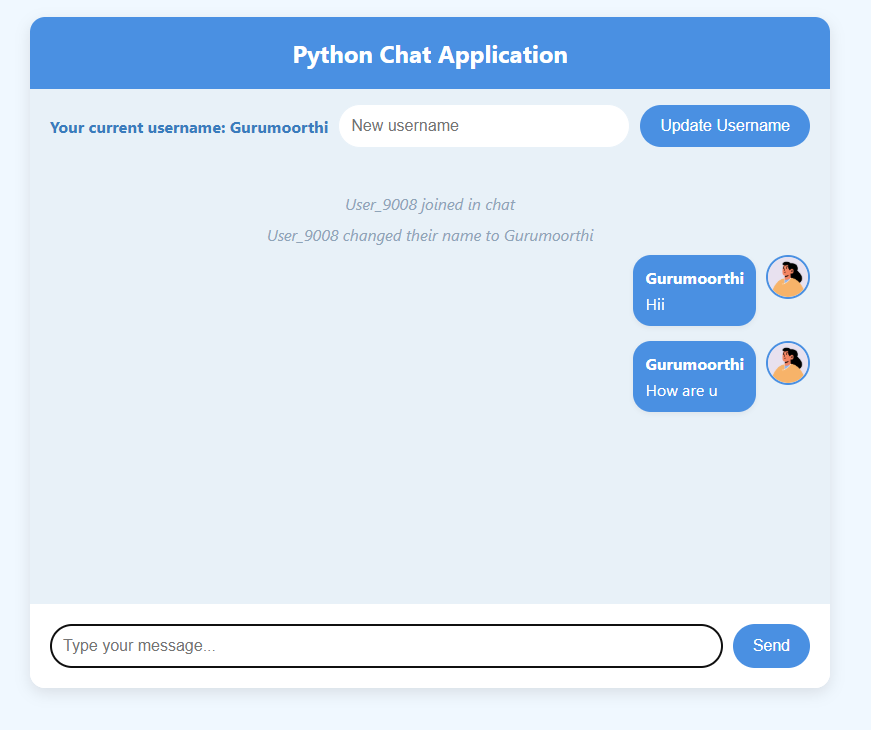 Python Chat Application
Your current username: Gurumoorthi
New username
Update Username
User_9008 joined in chat
User_9008 changed their name to Gurumoorthi
Gurumoorthi
Hii
Gurumoorthi
How are u
Type your message...
Send